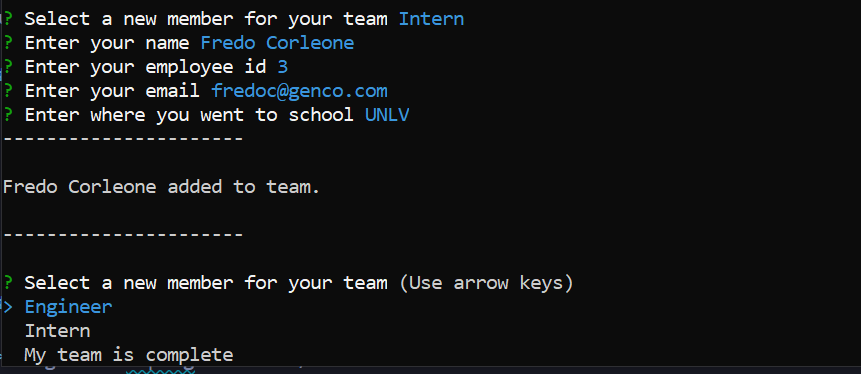 ? Select a new member for your team Intern
? Enter your name Fredo Corleone
? Enter your employee id 3
? Enter your email fredoc@genco.com
? Enter where you went to school UNLV
----------------------
Fredo Corleone added to team.
----------------------
? Select a new member for your team (Use arrow keys)
> Engineer
Intern
My team is complete